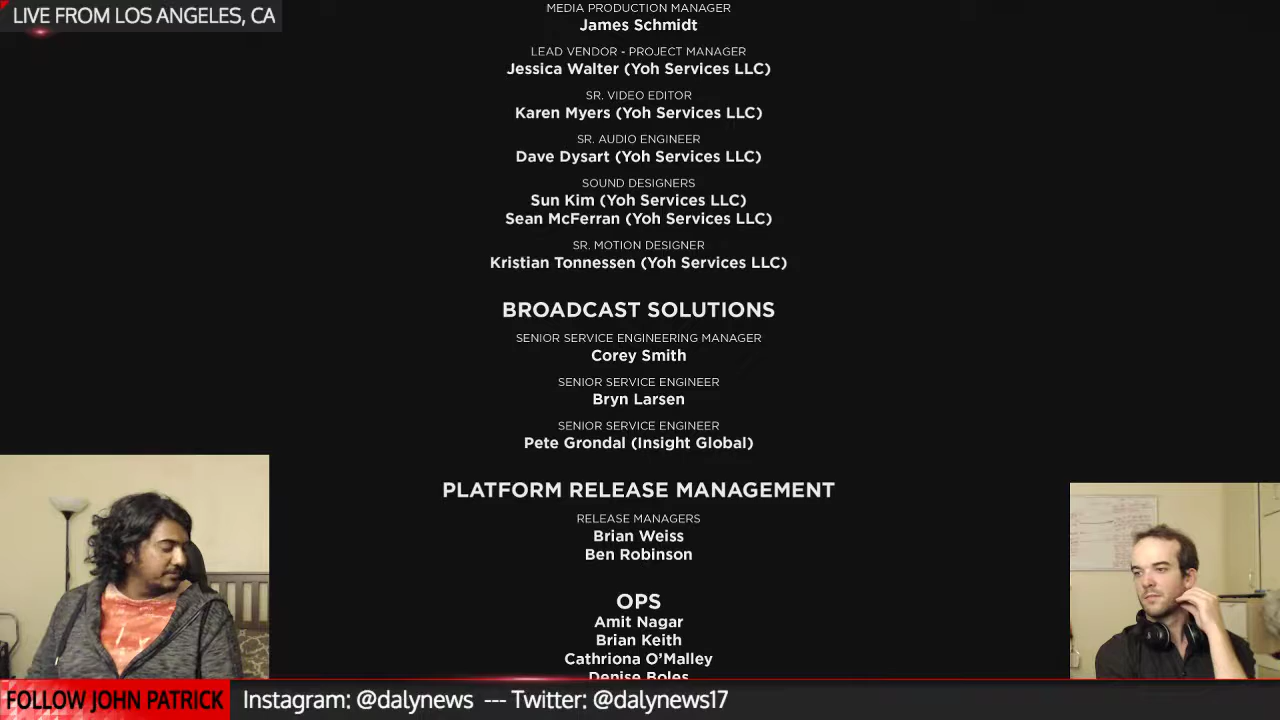 LIVE FROM LOS ANGELES, CA
MEDIA PRODUCTION MANAGER
James Schmidt
LEAD VENDOR - PROJECT MANAGER
Jessica Walter (Yoh Services LLC)
SR. VIDEO EDITOR
Karen Myers (Yoh Services LLC)
SR. AUDIO ENGINEER
Dave Dysart (Yoh Services LLC)
SOUND DESIGNERS
Sun Kim (Yoh Services LLC)
Sean McFerran (Yoh Services LLC)
SR. MOTION DESIGNER
Kristian Tonnessen (Yoh Services LLC)
BROADCAST SOLUTIONS
SENIOR SERVICE ENGINEERING MANAGER
Corey Smith
SENIOR SERVICE ENGINEER
Bryn Larsen
SENIOR SERVICE ENGINEER
Pete Grondal (Insight Global)
PLATFORM RELEASE MANAGEMENT
RELEASE MANAGERS
Brian Weiss
Ben Robinson
OPS
Amit Nagar
Brian Keith
Cathriona O’Malley
Denise Boles
FOLLOW JOHN PATRICK
Instagram: @dalynews --- Twitter: @dalynews17